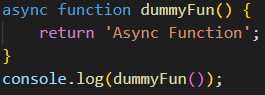 async function dummyFun() {
    return 'Async Function';
}
console.log(dummyFun());